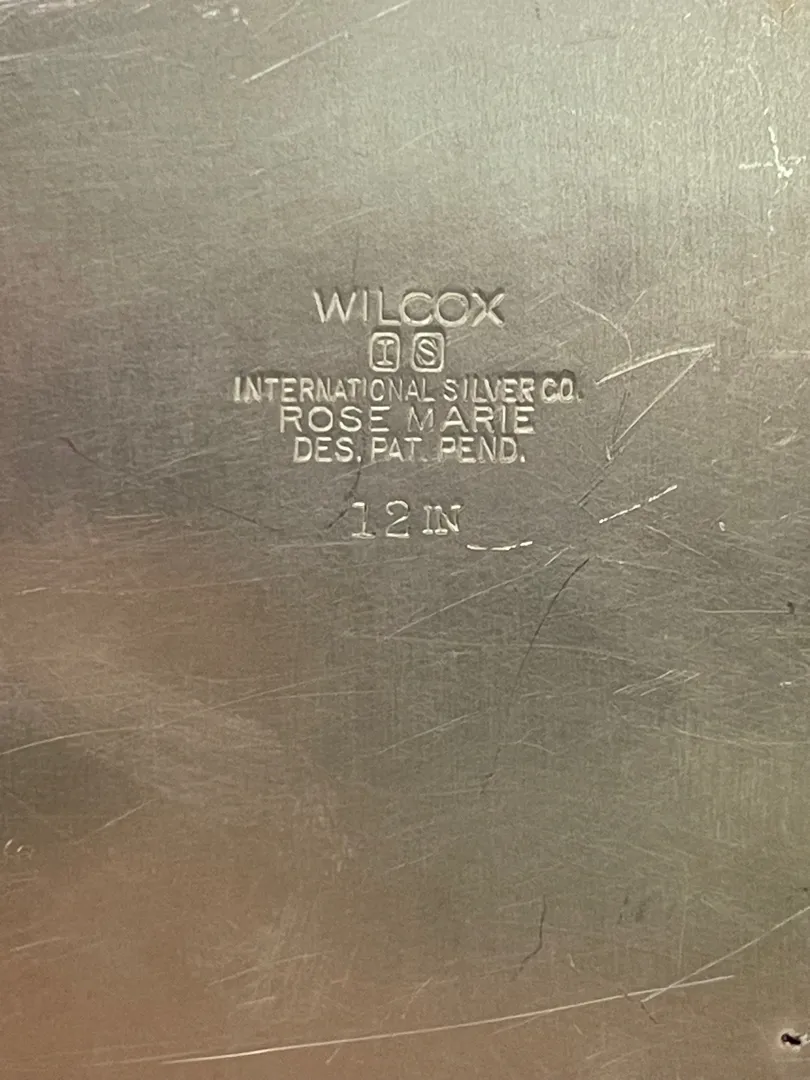 WILCOX
I S
INTERNATIONAL SILVER CO.
ROSE MARIE
DES. PAT. PEND.
12 IN